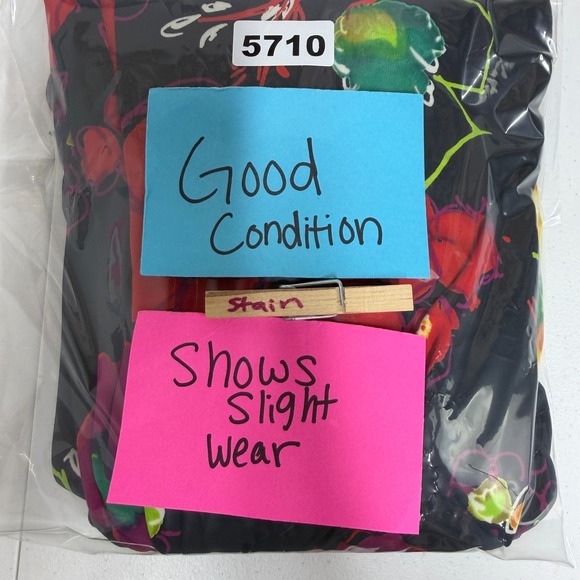 5710
Good
Condition
Stain
Shows
Slight
Wear